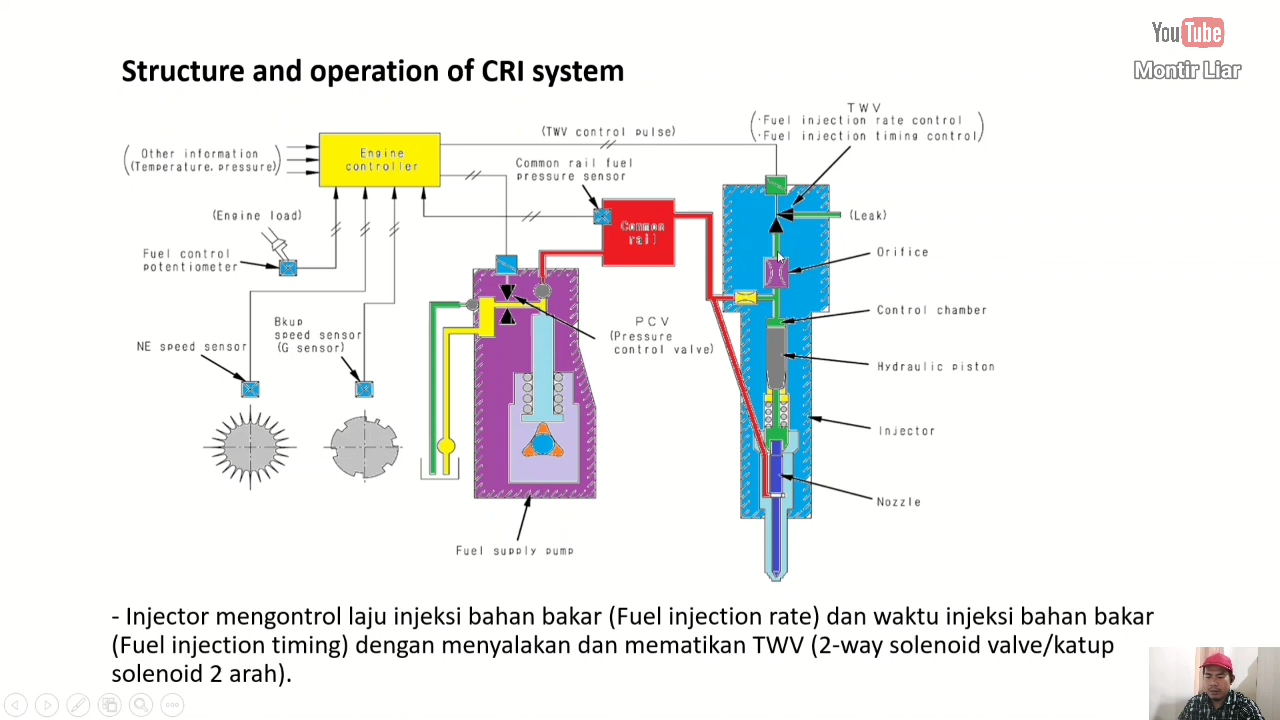 YouTube
Montir Liar
Structure and operation of CRI system
TWV
(･Fuel injection rate control
･Fuel injection timing control)
(TWV control pulse)
Other information
(Temperature, pressure)
Engine
controller
Common rail fuel
pressure sensor
(Engine load)
(Leak)
Common
rail
Fuel control
potentiometer
Orifice
Control chamber
PCV
(Pressure
control valve)
Bkup
speed sensor
(G sensor)
NE speed sensor
Hydraulic piston
Injector
Nozzle
Fuel supply pump
- Injector mengontrol laju injeksi bahan bakar (Fuel injection rate) dan waktu injeksi bahan bakar
(Fuel injection timing) dengan menyalakan dan mematikan TWV (2-way solenoid valve/katup
solenoid 2 arah).